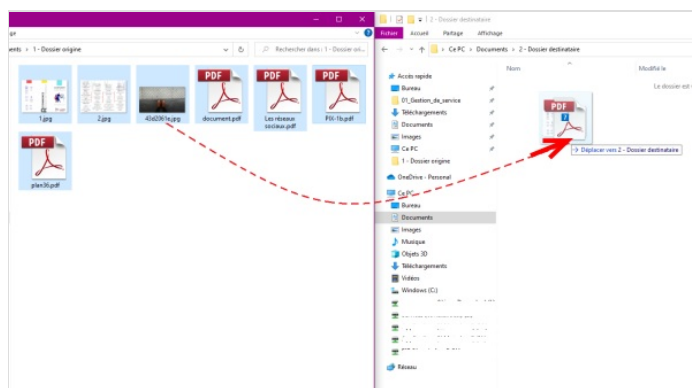 ge
ments > 1 - Dossier origine
Rechercher dans : 1 - Dossier ori...
1.jpg
2.jpg
43d2061e.jpg
PDF
document.pdf
PDF
Les réseaux sociaux.pdf
PDF
PIX-1b.pdf
PDF
plan36.pdf
2 - Dossier destinataire
Fichier Accueil Partage Affichage
> Ce PC > Documents > 2 - Dossier destinataire
Nom Modifié le
Le dossier est
Accès rapide
Bureau
01_Gestion_de_service
Téléchargements
Documents
Images
Ce PC
1 - Dossier origine
OneDrive - Personal
Ce PC
Bureau
Documents
Images
Musique
Objets 3D
Téléchargements
Vidéos
Windows (C:)
Réseau
PDF
7
Déplacer vers 2 - Dossier destinataire